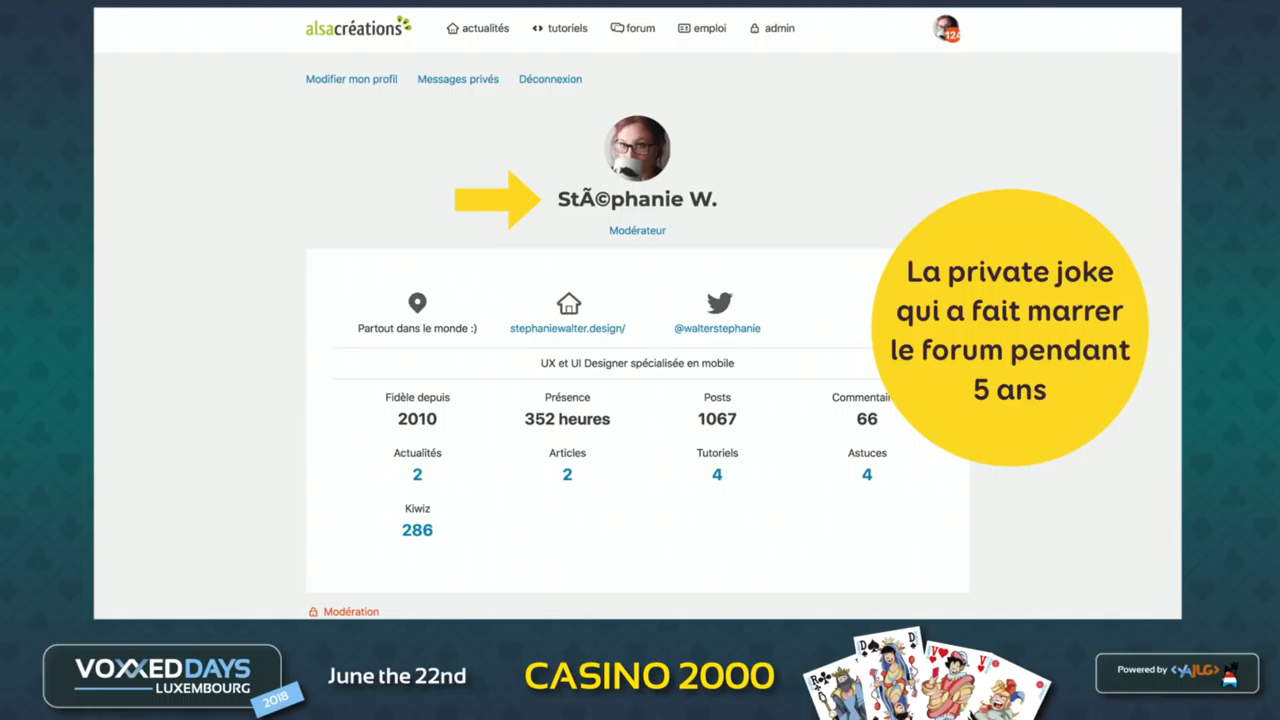 alsacréations
actualités
tutoriels
forum
emploi
admin
124
Modifier mon profil
Messages privés
Déconnexion
StÃ©phanie W.
Modérateur
Partout dans le monde :)
stephaniewalter.design/
@walterstephanie
UX et UI Designer spécialisée en mobile
Fidèle depuis
2010
Présence
352 heures
Posts
1067
Commentai
66
Actualités
2
Articles
2
Tutoriels
4
Astuces
4
Kiwiz
286
Modération
La private joke
qui a fait marrer
le forum pendant
5 ans
VOXXED DAYS
LUXEMBOURG
2018
June the 22nd
CASINO 2000
R
D
D
V
V
Powered by <YAJUG>